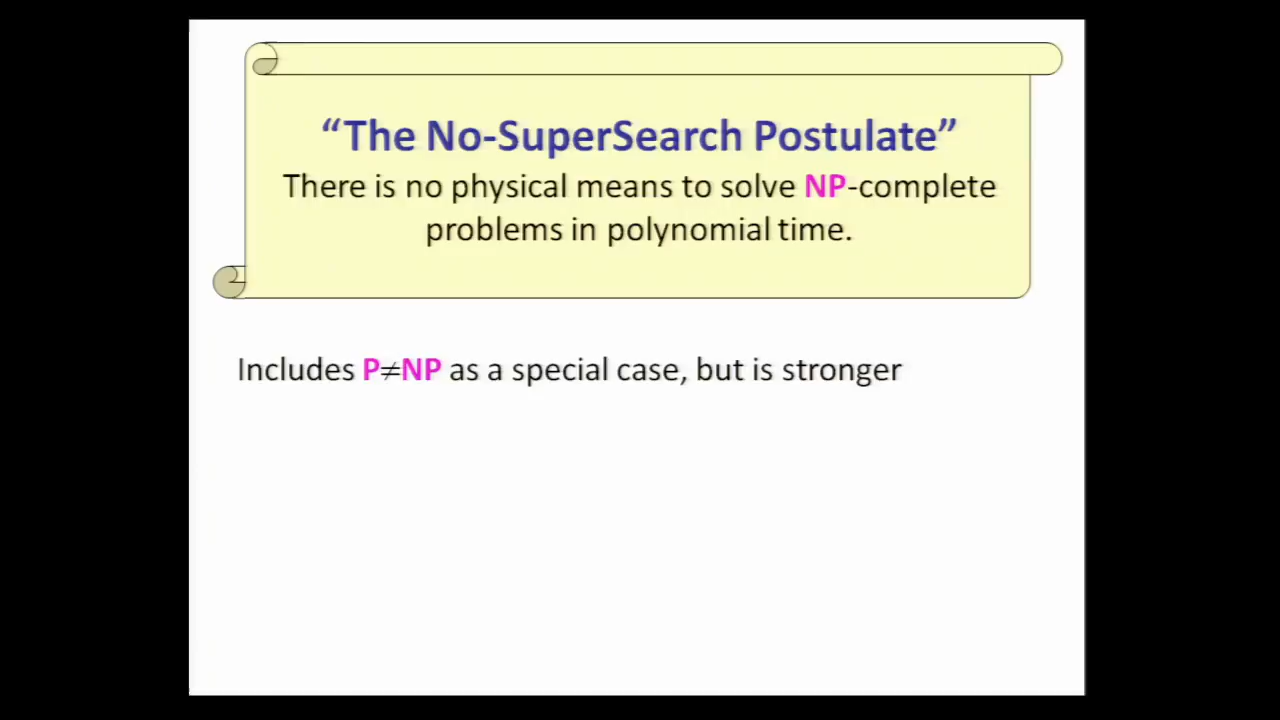 “The No-SuperSearch Postulate”
There is no physical means to solve NP-complete
problems in polynomial time.
Includes P≠NP as a special case, but is stronger